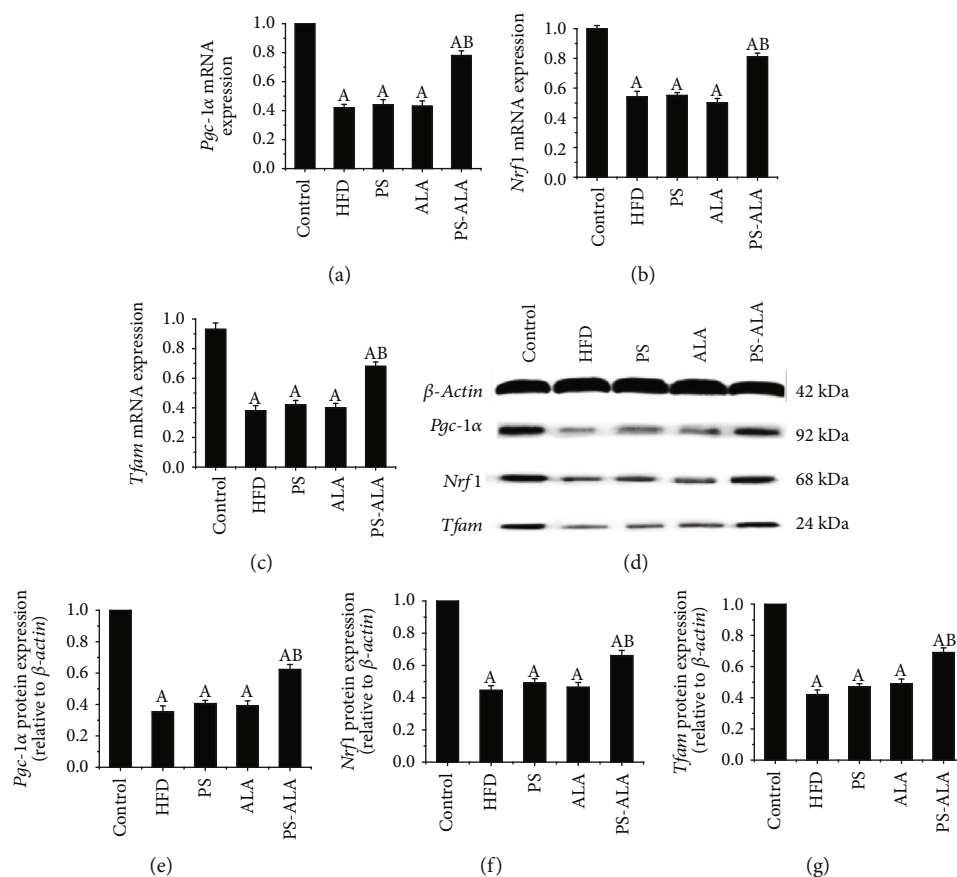 Pgc-1α mRNA
expression
1.0
0.8
0.6
0.4
0.2
0.0
A
A
A
AB
Control
HFD
PS
ALA
PS-ALA
(a)
Nrf1 mRNA expression
1.0
0.8
0.6
0.4
0.2
0.0
A
A
A
AB
Control
HFD
PS
ALA
PS-ALA
(b)
Tfam mRNA expression
1.0
0.8
0.6
0.4
0.2
0.0
A
A
A
AB
Control
HFD
PS
ALA
PS-ALA
(c)
Control
HFD
PS
ALA
PS-ALA
β-Actin 42 kDa
Pgc-1α 92 kDa
Nrf1 68 kDa
Tfam 24 kDa
(d)
Pgc-1α protein expression
(relative to β-actin)
1.0
0.8
0.6
0.4
0.2
0.0
A
A
A
AB
Control
HFD
PS
ALA
PS-ALA
(e)
Nrf1 protein expression
(relative to β-actin)
1.0
0.8
0.6
0.4
0.2
0.0
A
A
A
AB
Control
HFD
PS
ALA
PS-ALA
(f)
Tfam protein expression
(relative to β-actin)
1.0
0.8
0.6
0.4
0.2
0.0
A
A
A
AB
Control
HFD
PS
ALA
PS-ALA
(g)